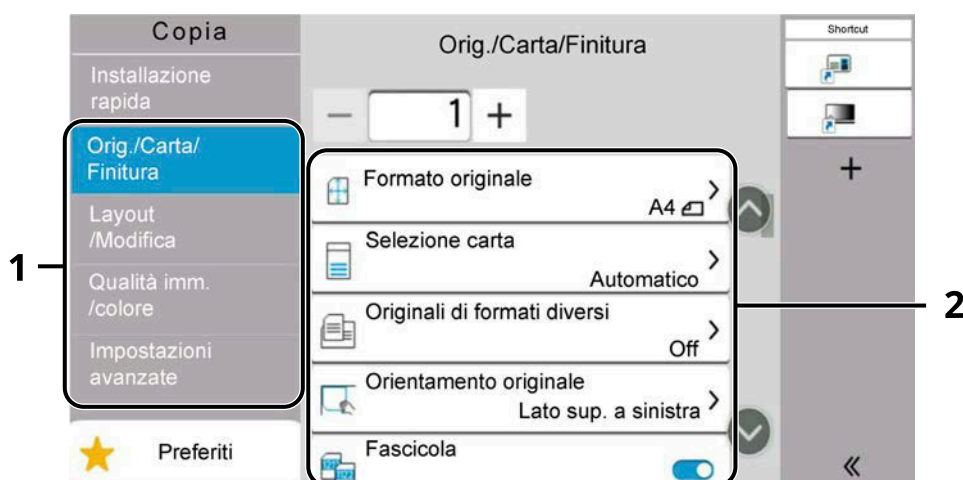 Copia
Installazione
rapida
Orig./Carta/
Finitura
Layout
/Modifica
Qualità imm.
/colore
Impostazioni
avanzate
Preferiti
1
Orig./Carta/Finitura
1
Formato originale
A4
Selezione carta
Automatico
Originali di formati diversi
Off
Orientamento originale
Lato sup. a sinistra
Fascicola
Shortcut
2